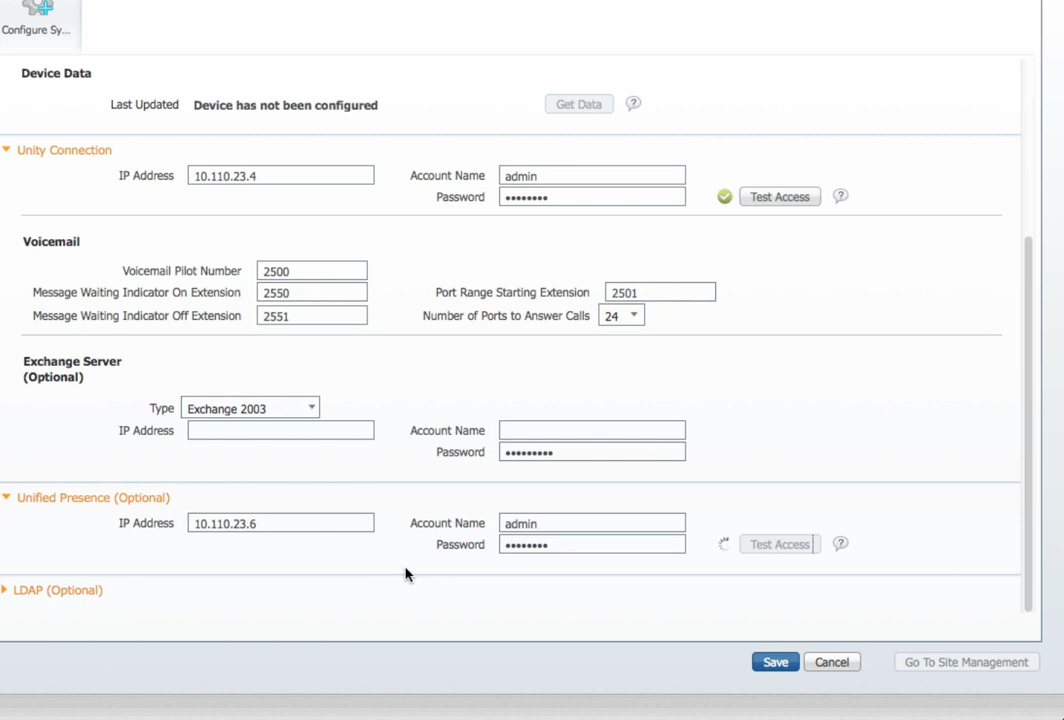 Configure Sy...
Device Data
Last Updated Device has not been configured Get Data ?
Unity Connection
IP Address 10.110.23.4 Account Name admin
Password •••••••• Test Access ?
Voicemail
Voicemail Pilot Number 2500
Message Waiting Indicator On Extension 2550 Port Range Starting Extension 2501
Message Waiting Indicator Off Extension 2551 Number of Ports to Answer Calls 24
Exchange Server
(Optional)
Type Exchange 2003
IP Address Account Name
Password •••••••••
Unified Presence (Optional)
IP Address 10.110.23.6 Account Name admin
Password •••••••• Test Access ?
LDAP (Optional)
Save Cancel Go To Site Management